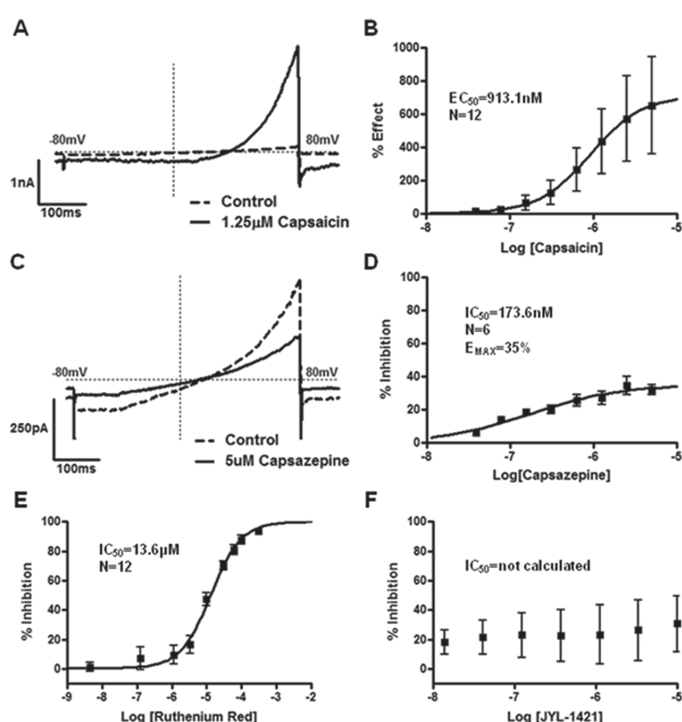 A
-80mV
80mV
1nA
100ms
Control
1.25µM Capsaicin
B
1000
800
600
400
200
0
% Effect
EC50=913.1nM
N=12
-8
-7
-6
-5
Log [Capsaicin]
C
-80mV
80mV
250pA
100ms
Control
5uM Capsazepine
D
100
80
60
40
20
0
% Inhibition
IC50=173.6nM
N=6
EMAX=35%
-8
-7
-6
-5
Log[Capsazepine]
E
100
80
60
40
20
0
% Inhibition
IC50=13.6µM
N=12
-9
-8
-7
-6
-5
-4
-3
-2
Log [Ruthenium Red]
F
100
80
60
40
20
0
% Inhibition
IC50=not calculated
-8
-7
-6
-5
Log [JYL-1421]